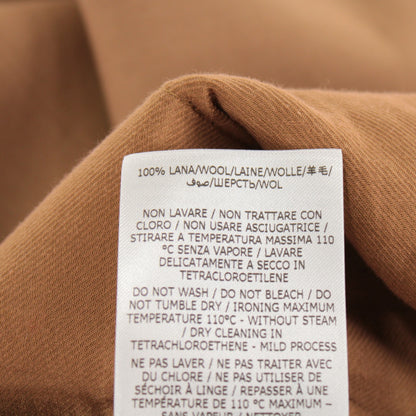 100% LANA/WOOL/LAINE/WOLLE/羊毛/
صوف/ШЕРСТЬ/WOL
NON LAVARE / NON TRATTARE CON
CLORO / NON USARE ASCIUGATRICE /
STIRARE A TEMPERATURA MASSIMA 110
°C SENZA VAPORE / LAVARE
DELICATAMENTE A SECCO IN
TETRACLOROETILENE
DO NOT WASH / DO NOT BLEACH / DO
NOT TUMBLE DRY / IRONING MAXIMUM
TEMPERATURE 110°C - WITHOUT STEAM
/ DRY CLEANING IN
TETRACHLOROETHENE - MILD PROCESS
NE PAS LAVER / NE PAS TRAITER AVEC
DU CHLORE / NE PAS UTILISER DE
SÉCHOIR À LINGE / REPASSER À UNE
TEMPÉRATURE DE 110 °C MAXIMUM –
SANS VAPEUR / NETTOYER